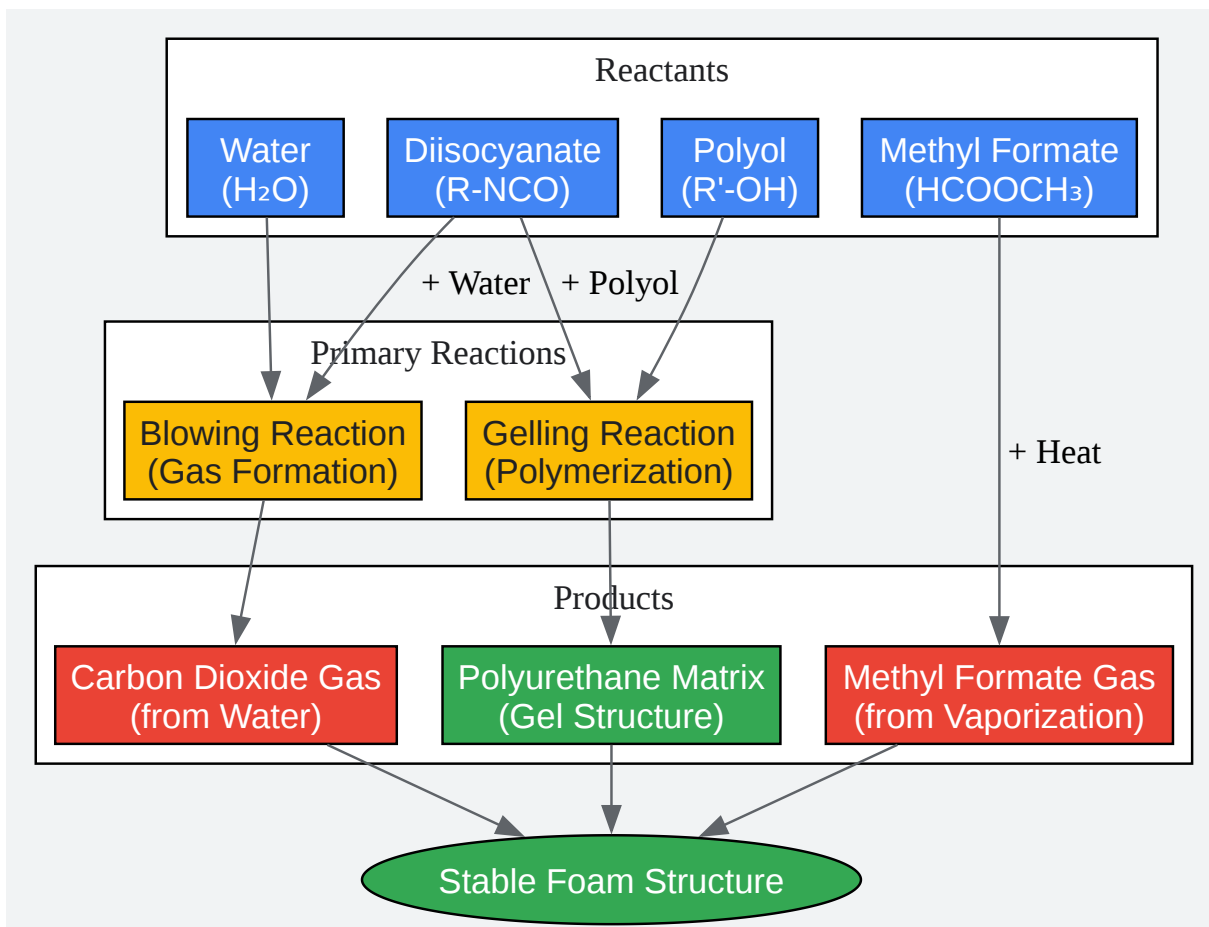 Reactants
Water
(H₂O)
Diisocyanate
(R-NCO)
Polyol
(R'-OH)
Methyl Formate
(HCOOCH₃)
+ Water
+ Polyol
Primary Reactions
Blowing Reaction
(Gas Formation)
Gelling Reaction
(Polymerization)
+ Heat
Products
Carbon Dioxide Gas
(from Water)
Polyurethane Matrix
(Gel Structure)
Methyl Formate Gas
(from Vaporization)
Stable Foam Structure